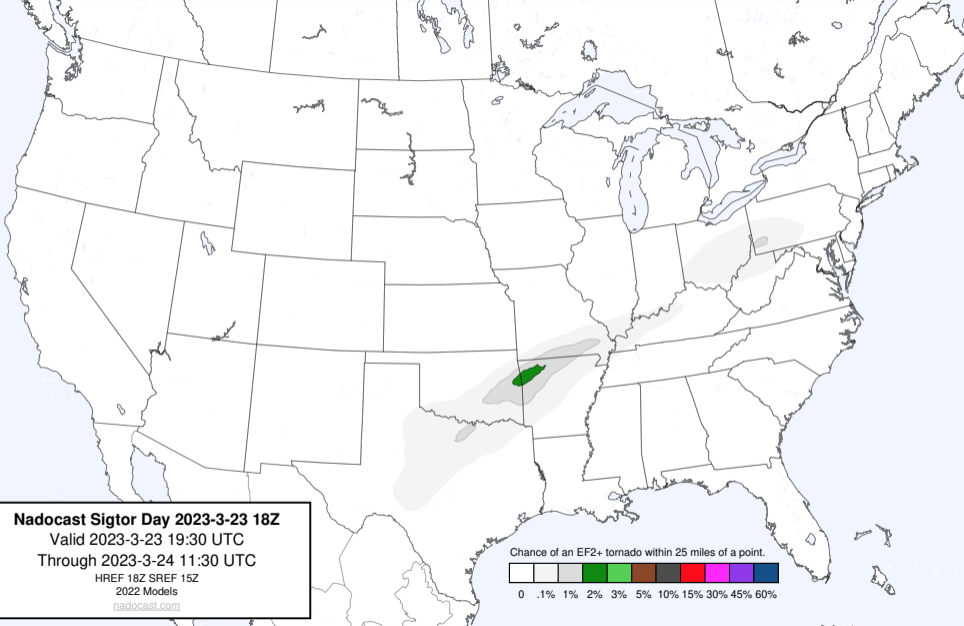 Nadocast Sigtor Day 2023-3-23 18Z
Valid 2023-3-23 19:30 UTC
Through 2023-3-24 11:30 UTC
HREF 18Z SREF 15Z
2022 Models
nadocast.com
Chance of an EF2+ tornado within 25 miles of a point.
0 .1% 1% 2% 3% 5% 10% 15% 30% 45% 60%